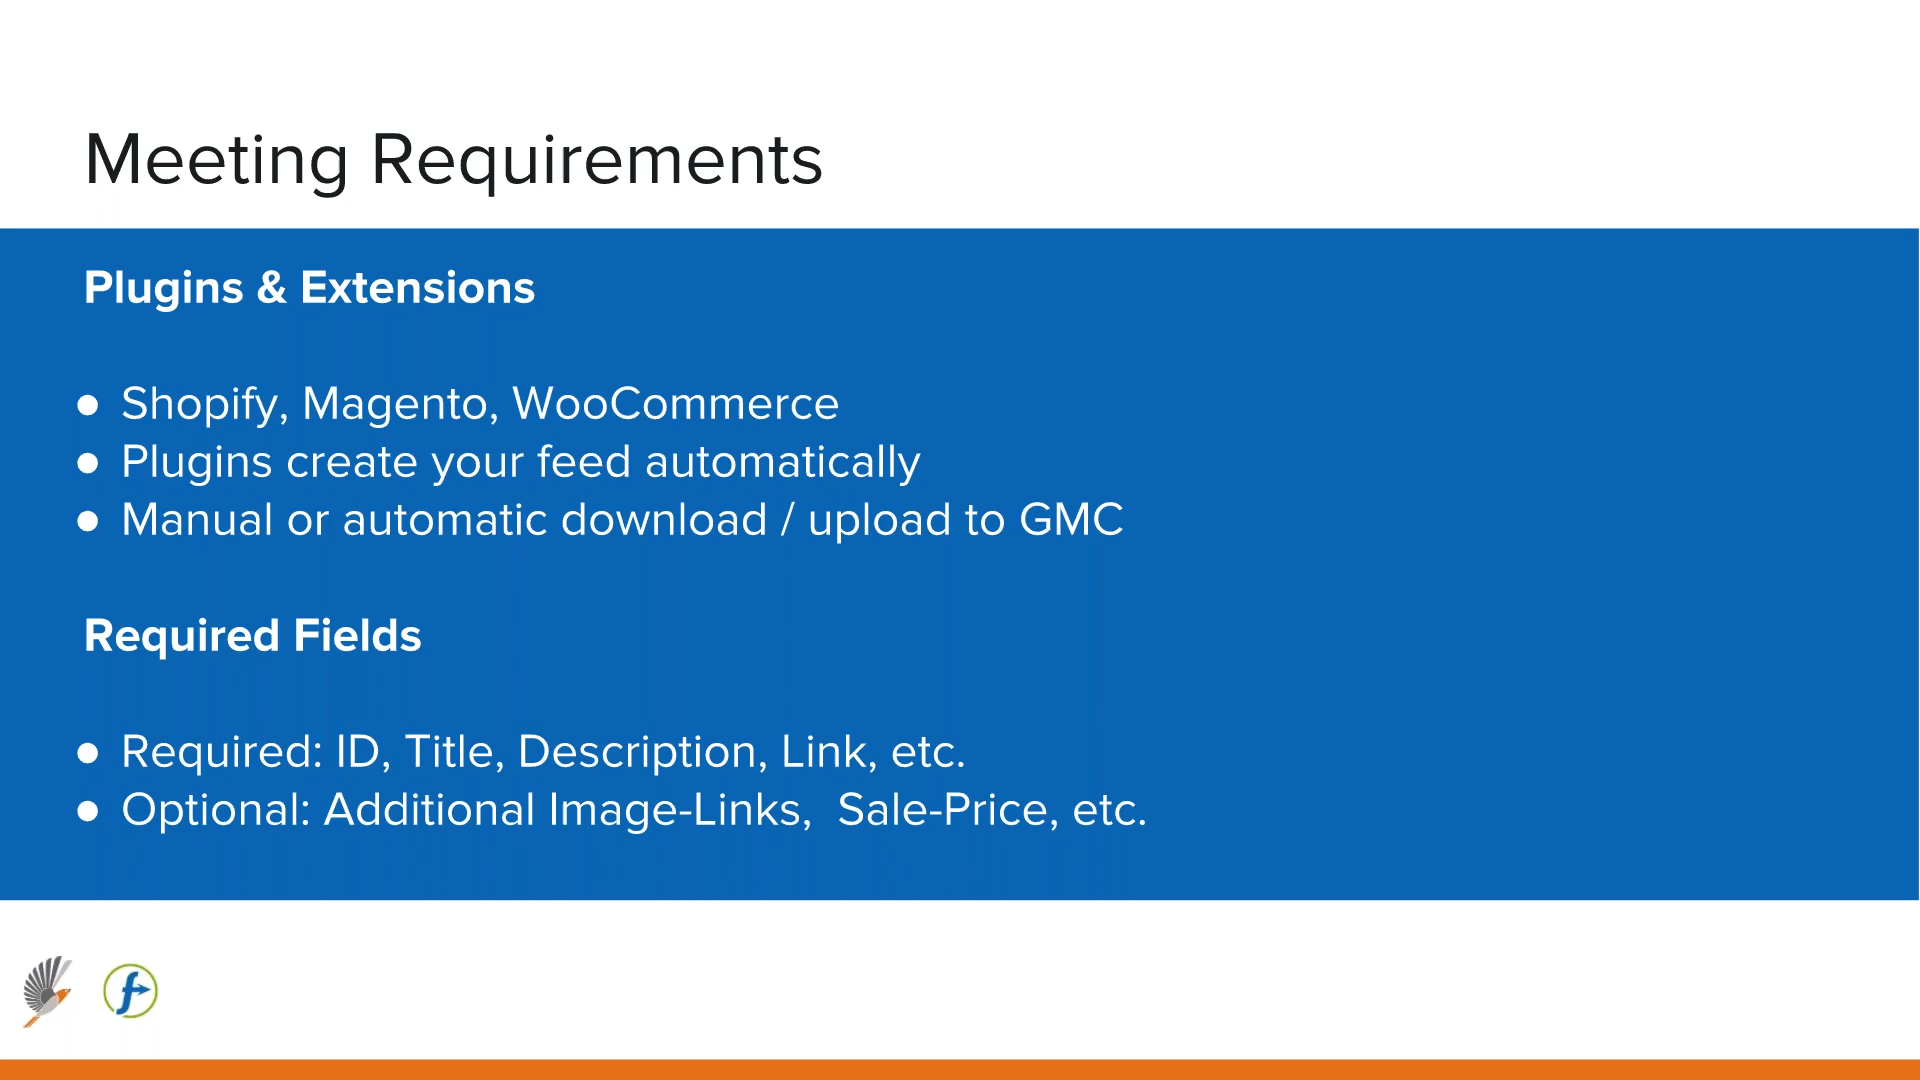 Meeting Requirements
Plugins & Extensions
● Shopify, Magento, WooCommerce
● Plugins create your feed automatically
● Manual or automatic download / upload to GMC
Required Fields
● Required: ID, Title, Description, Link, etc.
● Optional: Additional Image-Links,  Sale-Price, etc.